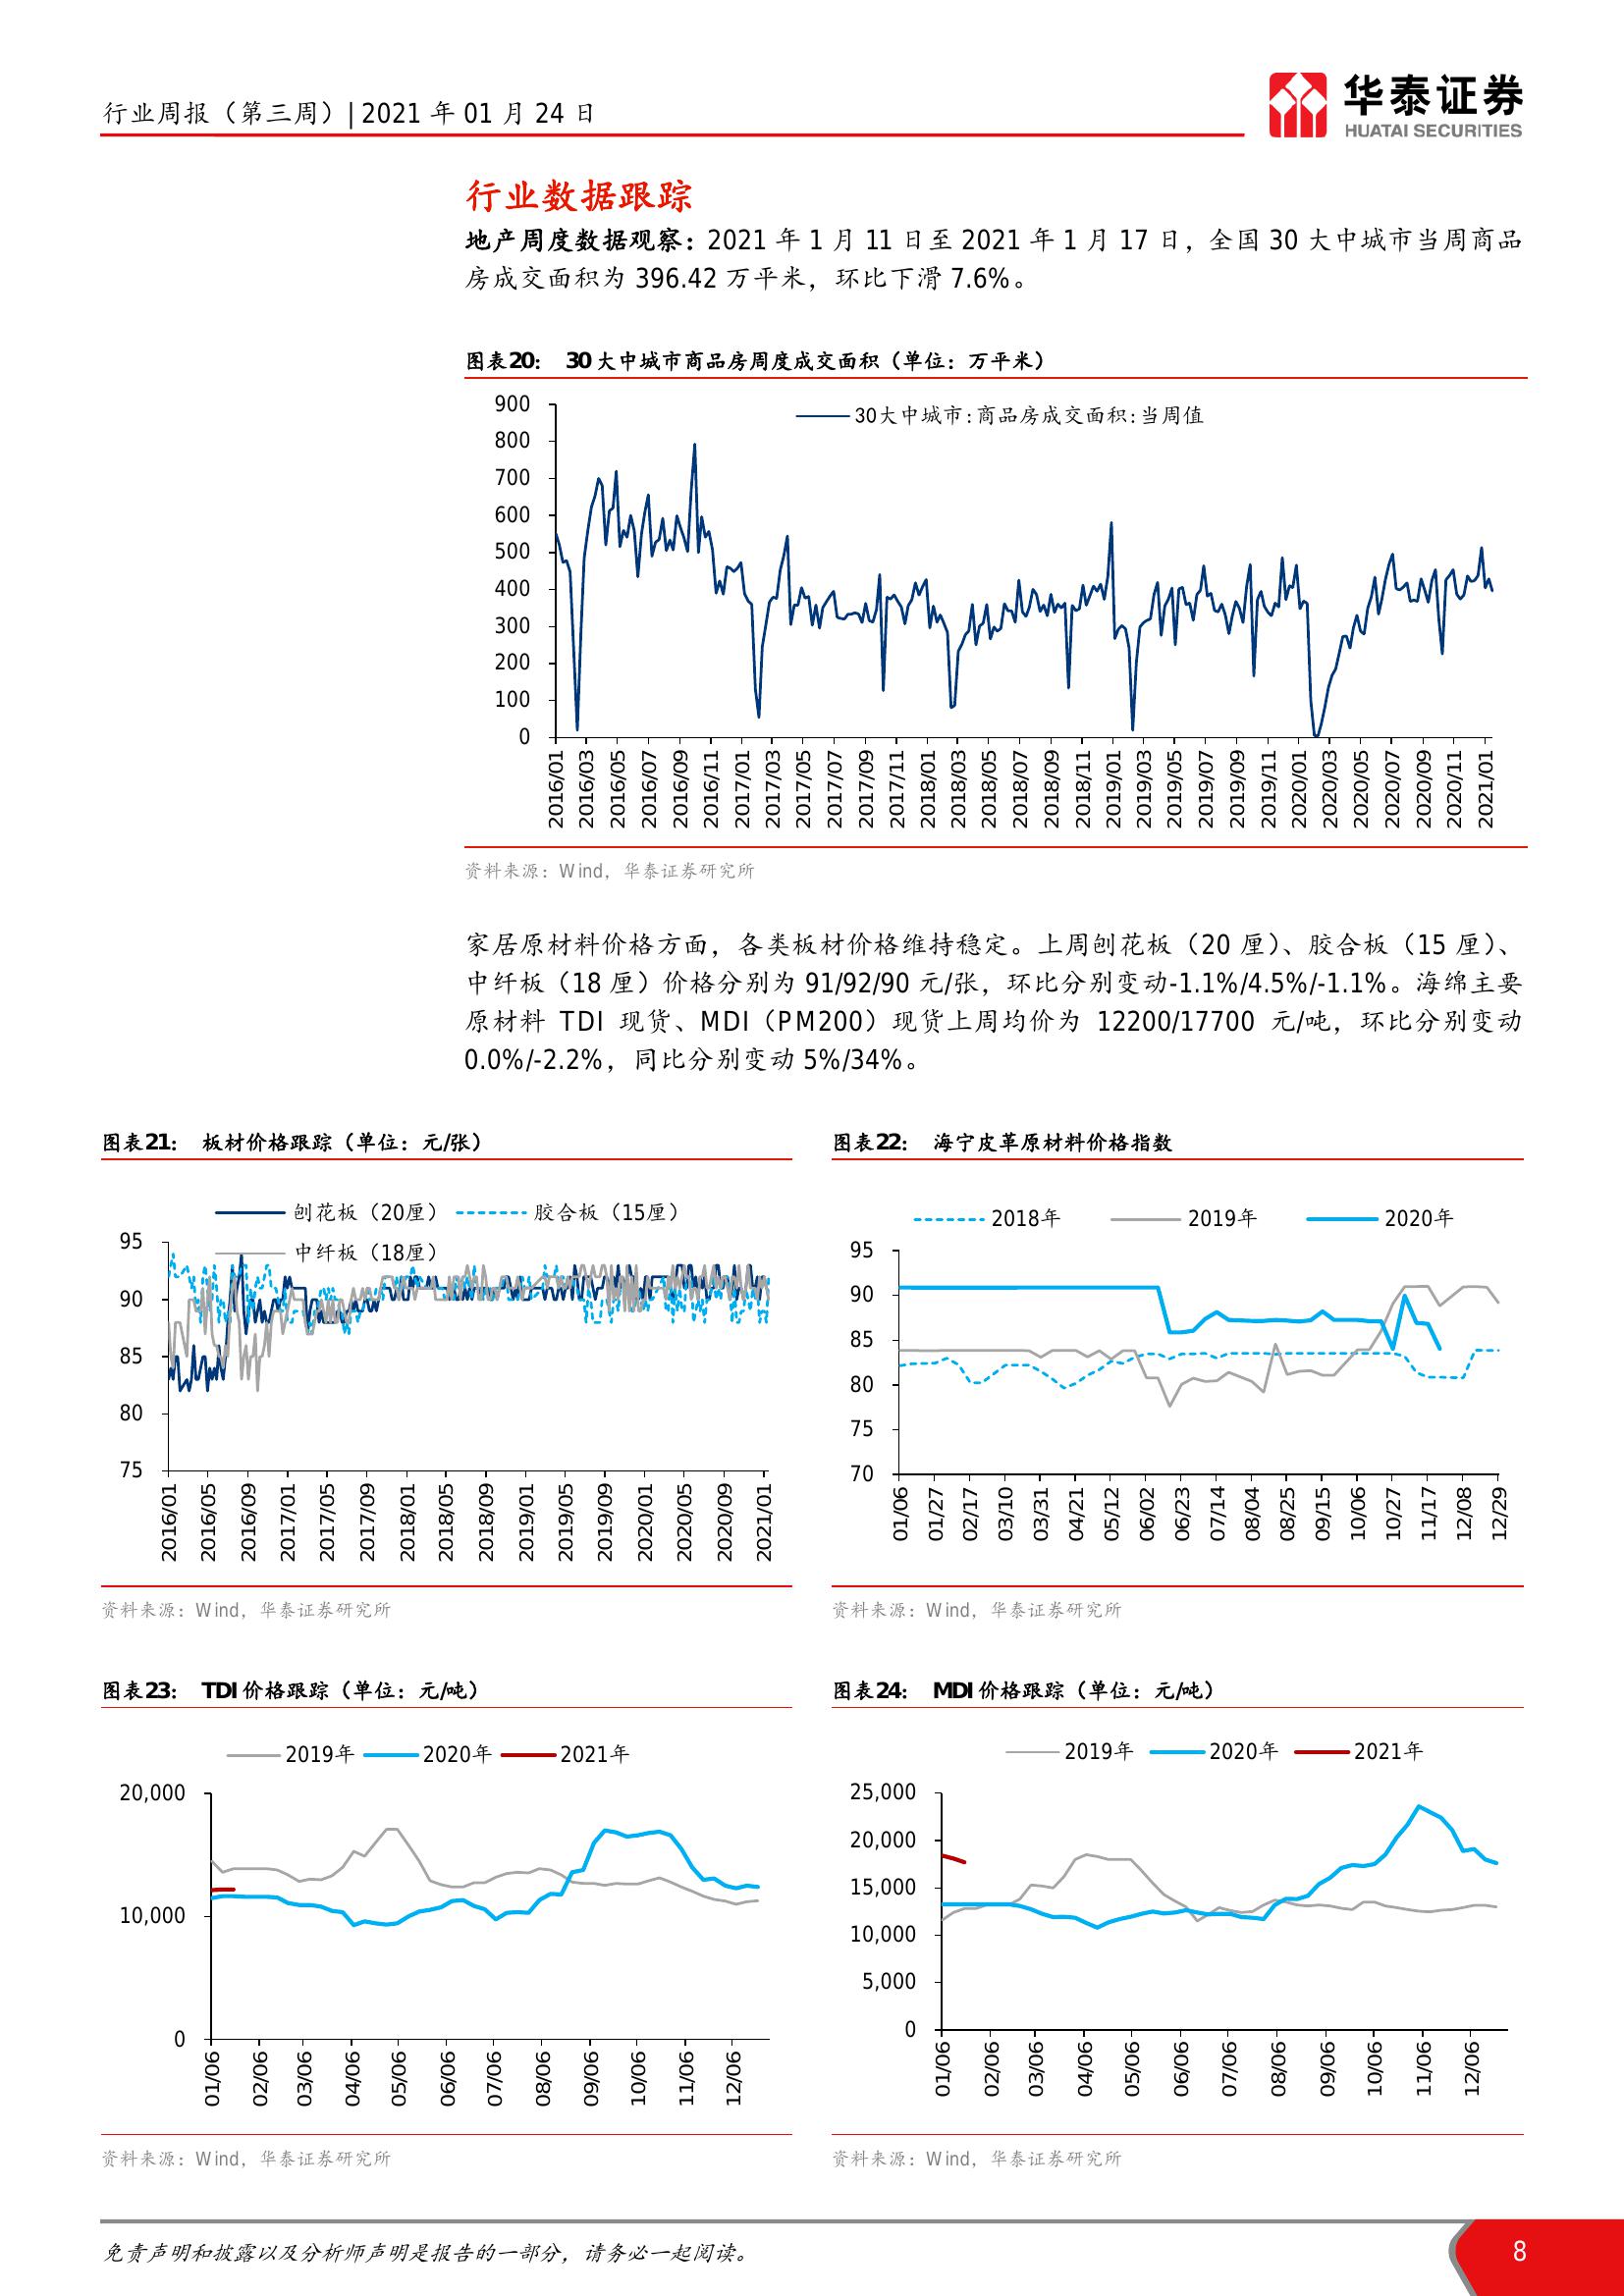 行业周报（第三周）| 2021 年 01 月 24 日
华泰证券
HUATAI SECURITIES
行业数据跟踪
地产周度数据观察：2021 年 1 月 11 日至 2021 年 1 月 17 日，全国 30 大中城市当周商品
房成交面积为 396.42 万平米，环比下滑 7.6%。
图表20： 30 大中城市商品房周度成交面积（单位：万平米）
30大中城市:商品房成交面积:当周值
900
800
700
600
500
400
300
200
100
0
2016/01 2016/03 2016/05 2016/07 2016/09 2016/11 2017/01 2017/03 2017/05 2017/07 2017/09 2017/11 2018/01 2018/03 2018/05 2018/07 2018/09 2018/11 2019/01 2019/03 2019/05 2019/07 2019/09 2019/11 2020/01 2020/03 2020/05 2020/07 2020/09 2020/11 2021/01
资料来源：Wind，华泰证券研究所
家居原材料价格方面，各类板材价格维持稳定。上周刨花板（20 厘）、胶合板（15 厘）、
中纤板（18 厘）价格分别为 91/92/90 元/张，环比分别变动-1.1%/4.5%/-1.1%。海绵主要
原材料 TDI 现货、MDI（PM200）现货上周均价为 12200/17700 元/吨，环比分别变动
0.0%/-2.2%，同比分别变动 5%/34%。
图表21： 板材价格跟踪（单位：元/张）
刨花板（20厘） 胶合板（15厘）
中纤板（18厘）
95
90
85
80
75
2016/01 2016/05 2016/09 2017/01 2017/05 2017/09 2018/01 2018/05 2018/09 2019/01 2019/05 2019/09 2020/01 2020/05 2020/09 2021/01
资料来源：Wind，华泰证券研究所
图表22： 海宁皮革原材料价格指数
2018年 2019年 2020年
95
90
85
80
75
70
01/06 01/27 02/17 03/10 03/31 04/21 05/12 06/02 06/23 07/14 08/04 08/25 09/15 10/06 10/27 11/17 12/08 12/29
资料来源：Wind，华泰证券研究所
图表23： TDI 价格跟踪（单位：元/吨）
2019年 2020年 2021年
20,000
10,000
0
01/06 02/06 03/06 04/06 05/06 06/06 07/06 08/06 09/06 10/06 11/06 12/06
资料来源：Wind，华泰证券研究所
图表24： MDI 价格跟踪（单位：元/吨）
2019年 2020年 2021年
25,000
20,000
15,000
10,000
5,000
0
01/06 02/06 03/06 04/06 05/06 06/06 07/06 08/06 09/06 10/06 11/06 12/06
资料来源：Wind，华泰证券研究所
免责声明和披露以及分析师声明是报告的一部分，请务必一起阅读。
8